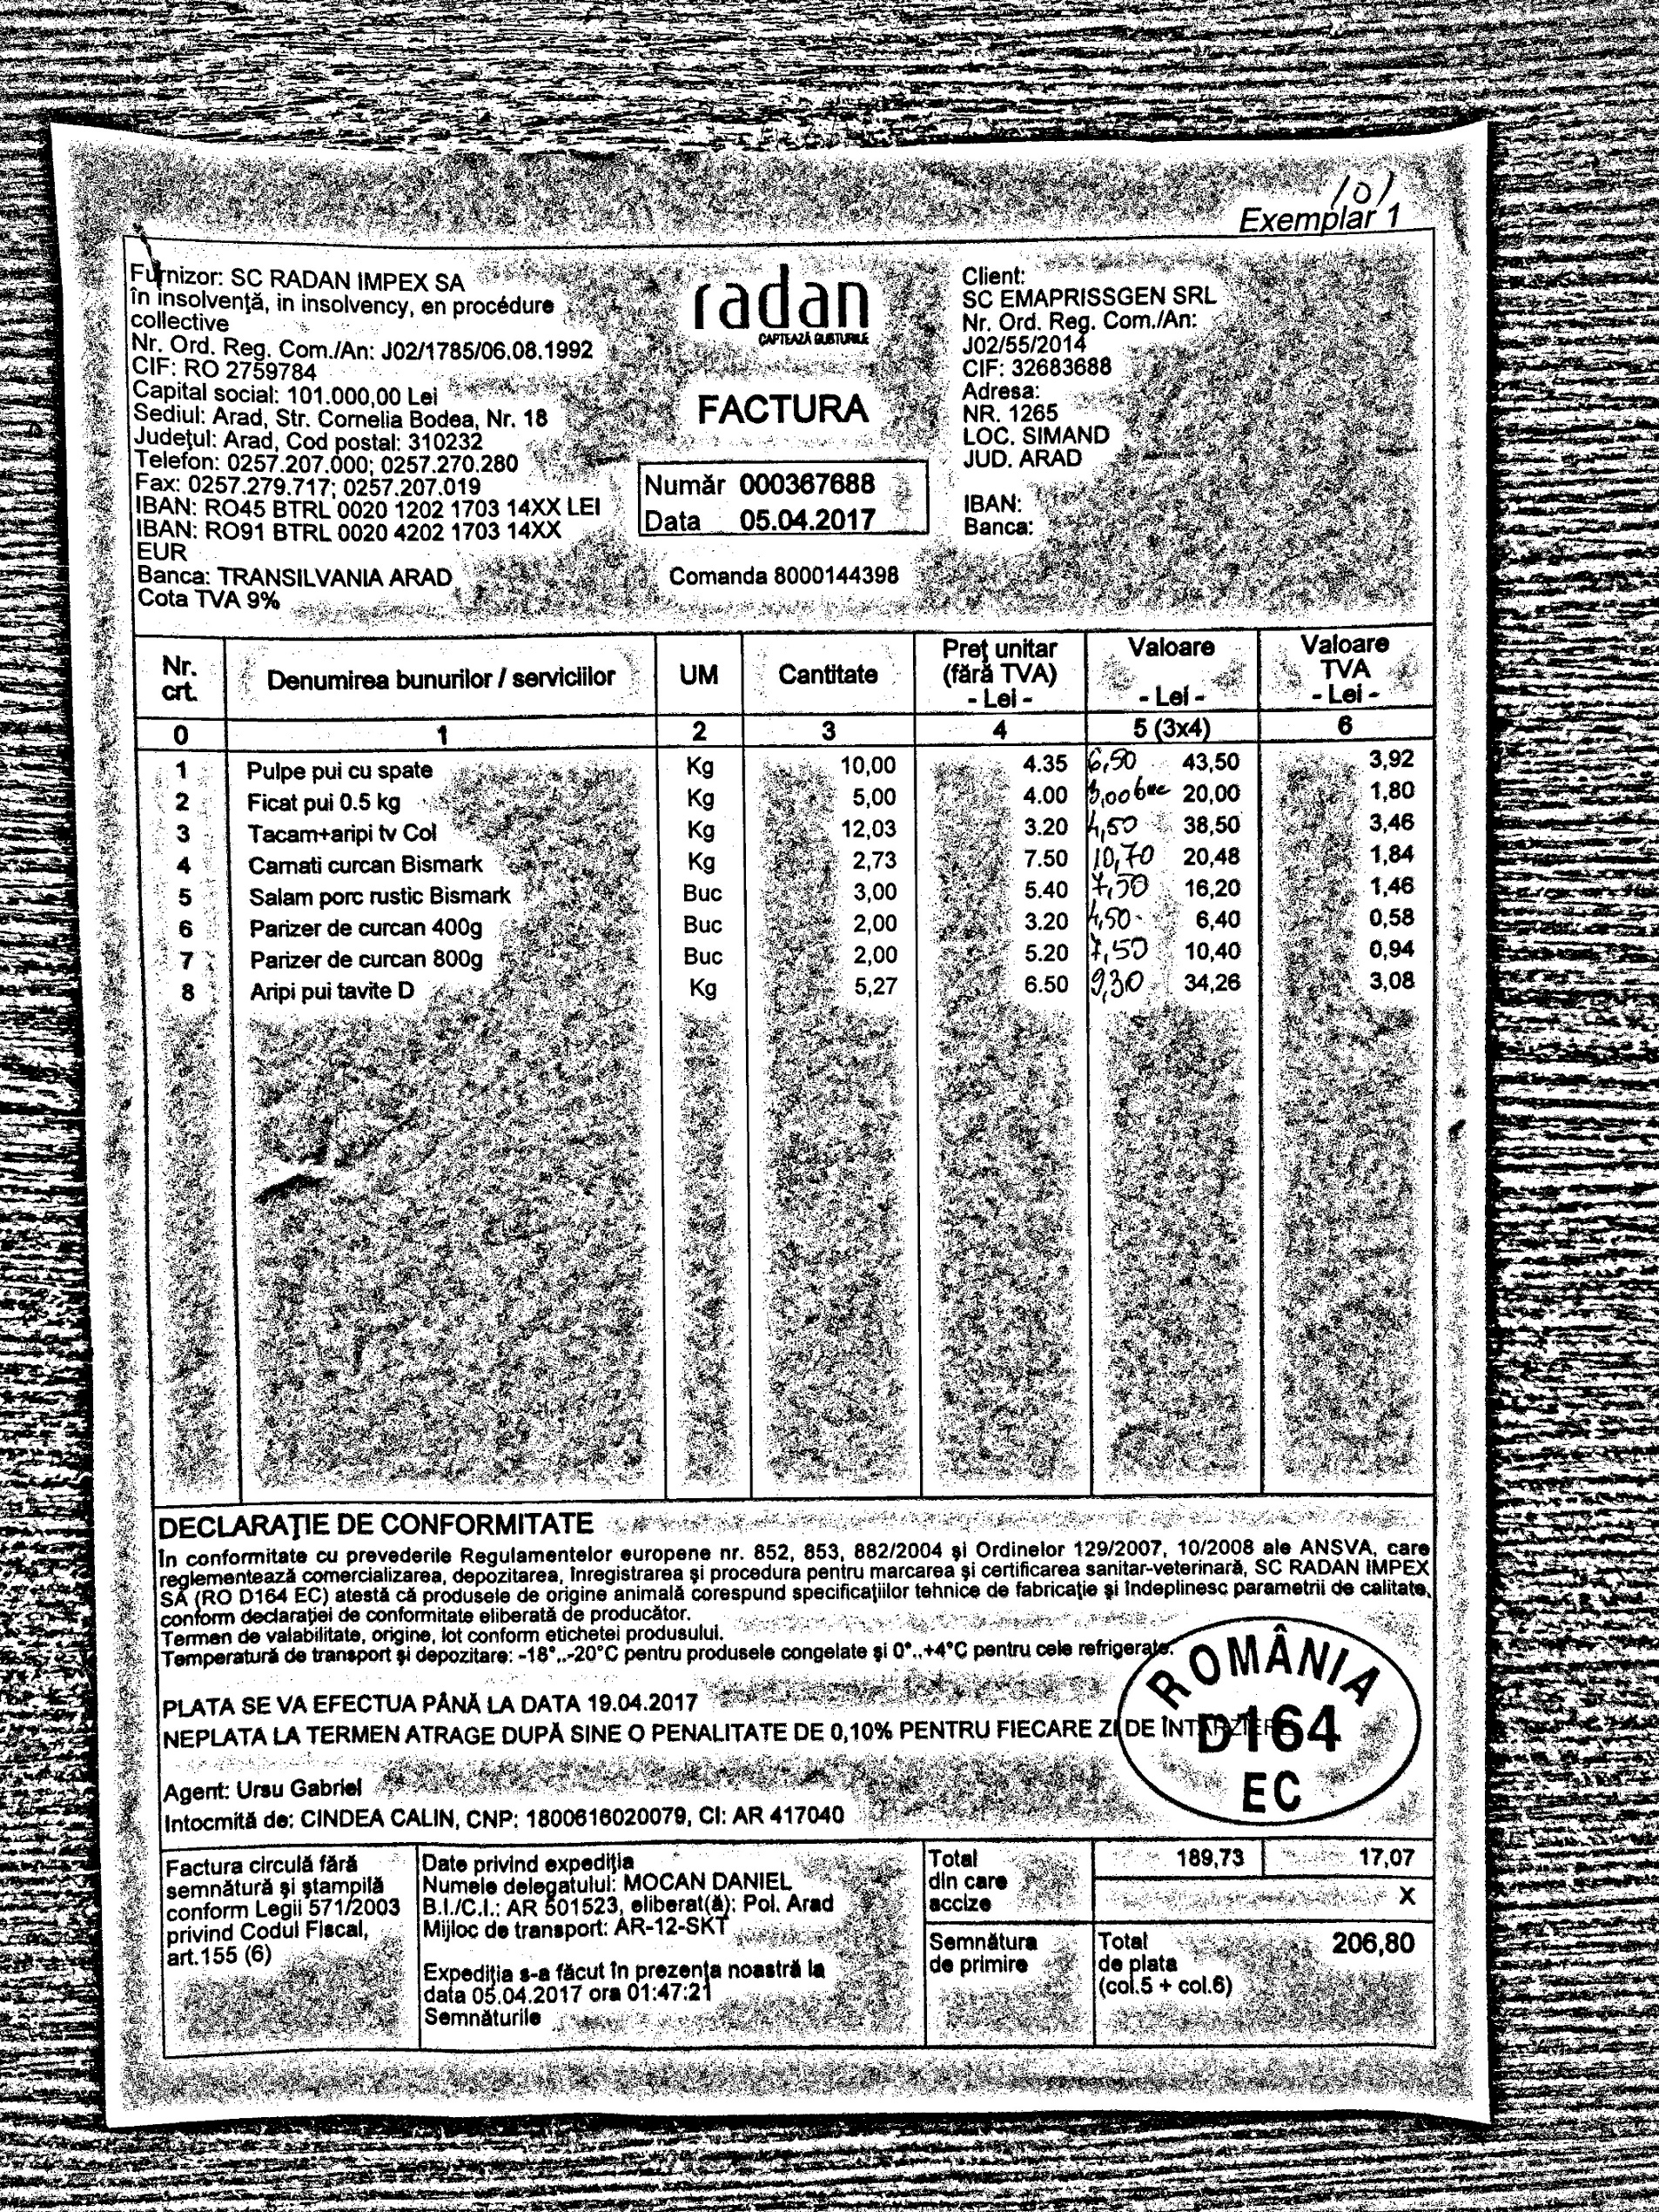 101
Exemplar 1
Furnizor: SC RADAN IMPEX SA
în insolvenţă, in insolvency, en procédure
collective
Nr. Ord. Reg. Com./An: J02/1785/06.08.1992
CIF: RO 2759784
Capital social: 101.000,00 Lei
Sediul: Arad, Str. Cornelia Bodea, Nr. 18
Judeţul: Arad, Cod postal: 310232
Telefon: 0257.207.000; 0257.270.280
Fax: 0257.279.717; 0257.207.019
IBAN: RO45 BTRL 0020 1202 1703 14XX LEI
IBAN: RO91 BTRL 0020 4202 1703 14XX
EUR
Banca: TRANSILVANIA ARAD
Cota TVA 9%
radan
CAPTEAZĂ GUSTURILE
FACTURA
Număr 000367688
Data 05.04.2017
Comanda 8000144398
Client:
SC EMAPRISSGEN SRL
Nr. Ord. Reg. Com./An:
J02/55/2014
CIF: 32683688
Adresa:
NR. 1265
LOC. SIMAND
JUD. ARAD
IBAN:
Banca:
Nr. crt. Denumirea bunurilor / serviciilor UM Cantitate Preţ unitar (fără TVA) - Lei - Valoare - Lei - Valoare TVA - Lei -
0 1 2 3 4 5 (3x4) 6
1 Pulpe pui cu spate Kg 10,00 4.35 6,50 43,50 3,92
2 Ficat pui 0.5 kg Kg 5,00 4.00 3,00 buc 20,00 1,80
3 Tacam+aripi tv Col Kg 12,03 3.20 4,50 38,50 3,46
4 Carnati curcan Bismark Kg 2,73 7.50 10,70 20,48 1,84
5 Salam porc rustic Bismark Buc 3,00 5.40 7,50 16,20 1,46
6 Parizer de curcan 400g Buc 2,00 3.20 4,50 6,40 0,58
7 Parizer de curcan 800g Buc 2,00 5.20 7,50 10,40 0,94
8 Aripi pui tavite D Kg 5,27 6.50 9,30 34,26 3,08
DECLARAŢIE DE CONFORMITATE
În conformitate cu prevederile Regulamentelor europene nr. 852, 853, 882/2004 şi Ordinelor 129/2007, 10/2008 ale ANSVA, care
reglementează comercializarea, depozitarea, înregistrarea şi procedura pentru marcarea şi certificarea sanitar-veterinară, SC RADAN IMPEX
SA (RO D164 EC) atestă că produsele de origine animală corespund specificaţiilor tehnice de fabricaţie şi îndeplinesc parametrii de calitate,
conform declaraţiei de conformitate eliberată de producător.
Termen de valabilitate, origine, lot conform etichetei produsului.
Temperatură de transport şi depozitare: -18°..-20°C pentru produsele congelate şi 0°..+4°C pentru cele refrigerate.
PLATA SE VA EFECTUA PÂNĂ LA DATA 19.04.2017
NEPLATA LA TERMEN ATRAGE DUPĂ SINE O PENALITATE DE 0,10% PENTRU FIECARE ZI DE ÎNTÂRZIERE
ROMÂNIA
D164
EC
Agent: Ursu Gabriel
Intocmită de: CINDEA CALIN, CNP: 1800616020079, CI: AR 417040
Factura circulă fără
semnătură şi ştampilă
conform Legii 571/2003
privind Codul Fiscal,
art.155 (6)
Date privind expediţia
Numele delegatului: MOCAN DANIEL
B.I./C.I.: AR 501523, eliberat(ă): Pol. Arad
Mijloc de transport: AR-12-SKT
Expediţia s-a făcut în prezenţa noastră la
data 05.04.2017 ora 01:47:21
Semnăturile
Total 189,73 17,07
din care
accize X
Semnătura
de primire
Total 206,80
de plata
(col.5 + col.6)